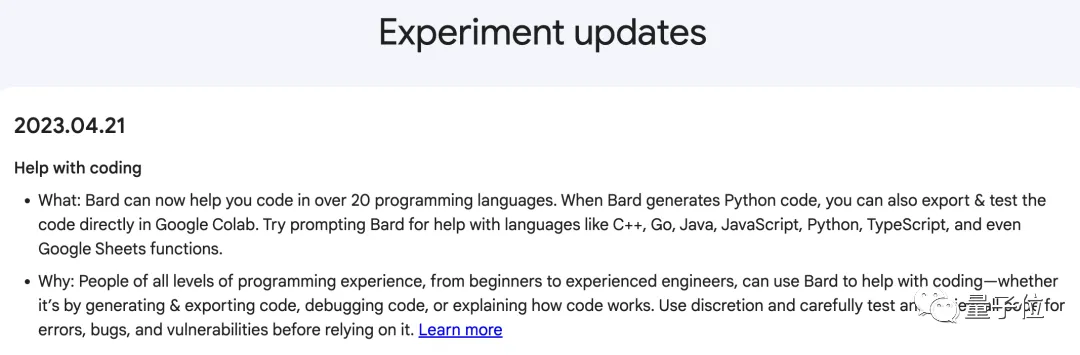 Experiment updates
2023.04.21
Help with coding
• What: Bard can now help you code in over 20 programming languages. When Bard generates Python code, you can also export & test the
code directly in Google Colab. Try prompting Bard for help with languages like C++, Go, Java, JavaScript, Python, TypeScript, and even
Google Sheets functions.
• Why: People of all levels of programming experience, from beginners to experienced engineers, can use Bard to help with coding—whether
it's by generating & exporting code, debugging code, or explaining how code works. Use discretion and carefully test for
errors, bugs, and vulnerabilities before relying on it. Learn more
量子位